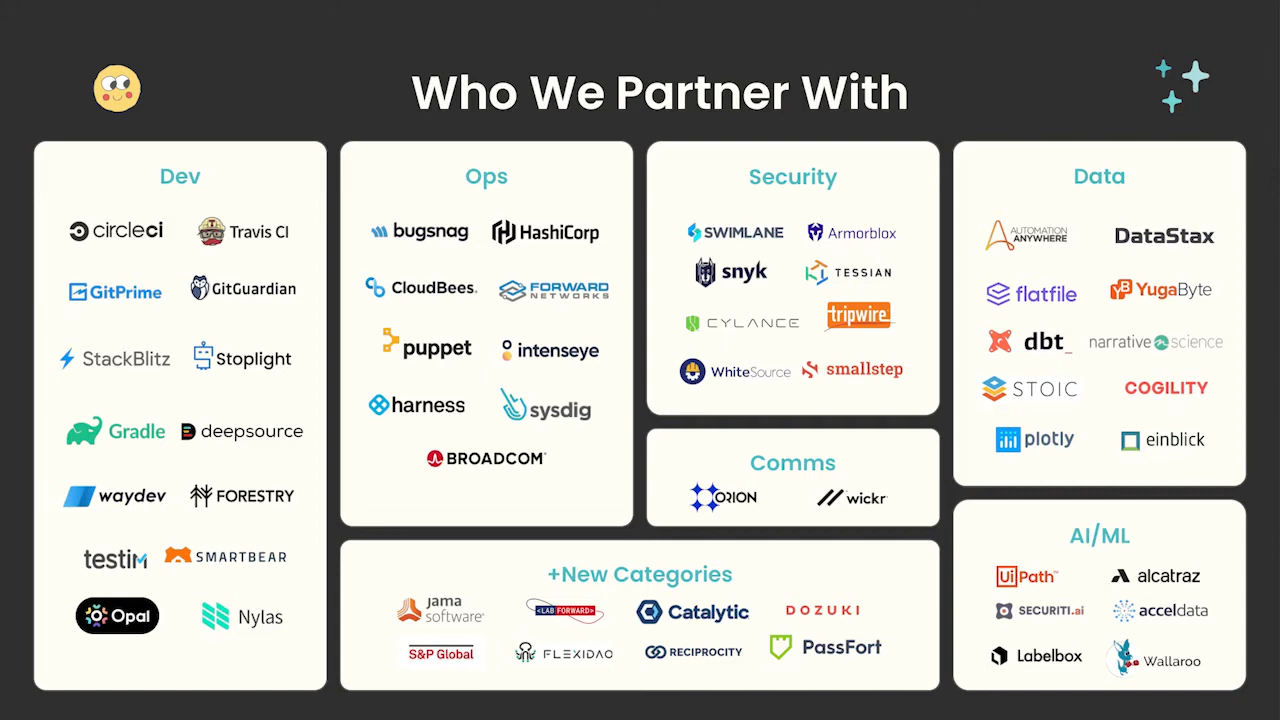 Who We Partner With
Dev
circleci
Travis CI
GitPrime
GitGuardian
StackBlitz
Stoplight
Gradle
deepsource
waydev
FORESTRY
testim
SMARTBEAR
Opal
Nylas
Ops
bugsnag
HashiCorp
CloudBees.
FORWARD
NETWORKS
puppet
intenseye
harness
sysdig
BROADCOM
Security
SWIMLANE
Armorblox
snyk
TESSIAN
CYLANCE
tripwire
WhiteSource
smallstep
Comms
ORION
wickr
+New Categories
jama
software
<LAB FORWARD>
Catalytic
DOZUKI
S&P Global
FLEXIDAO
RECIPROCITY
PassFort
Data
AUTOMATION
ANYWHERE
DataStax
flatfile
YB YugaByte
dbt_
narrative science
STOIC
COGILITY
plotly
einblick
AI/ML
UiPath™
alcatraz
SECURITI.ai
acceldata
Labelbox
Wallaroo